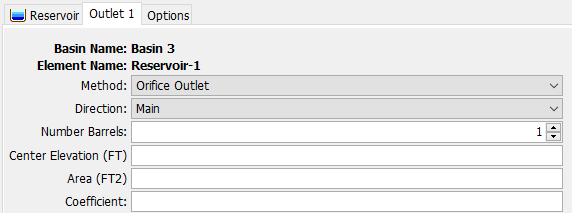 Reservoir Outlet 1 Options
Basin Name: Basin 3
Element Name: Reservoir-1
Method: Orifice Outlet
Direction: Main
Number Barrels: 1
Center Elevation (FT)
Area (FT2)
Coefficient: